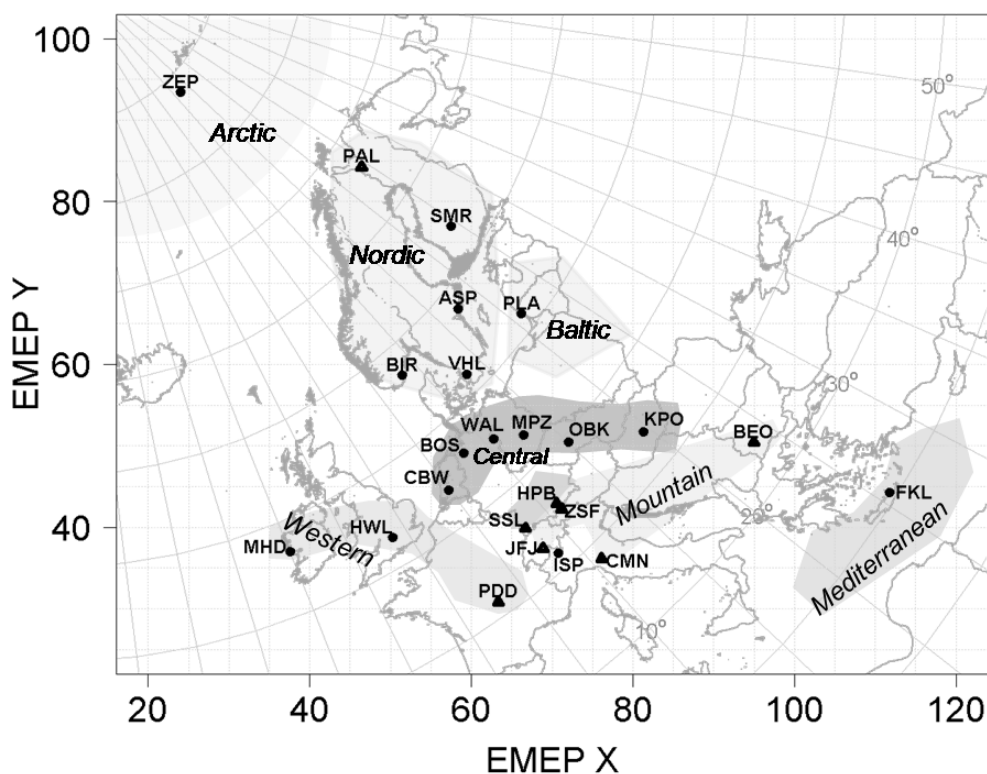 100
80
60
40
EMEP Y
20
40
60
80
100
120
EMEP X
ZEP
Arctic
50°
PAL
SMR
40°
Nordic
ASP
PLA
Baltic
BIR
VHL
30°
WAL
MPZ
OBK
KPO
BEO
BOS
Central
CBW
HPB
ZSF
Mountain
FKL
SSL
20°
Western
HWL
MHD
JFJ
ISP
CMN
Mediterranean
PDD
10°